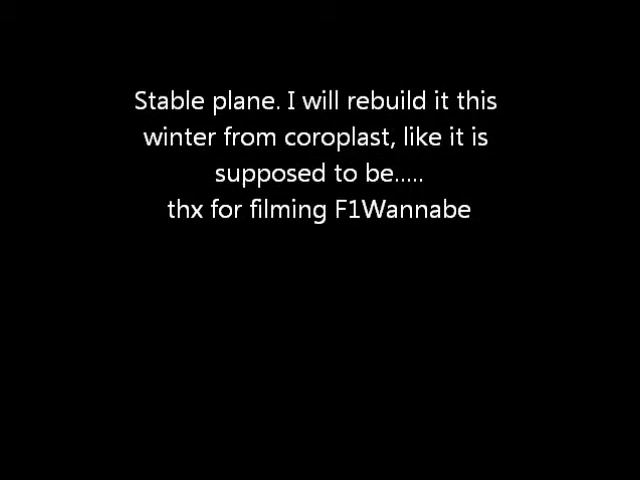 Stable plane. I will rebuild it this
winter from coroplast, like it is
supposed to be.....
thx for filming F1Wannabe